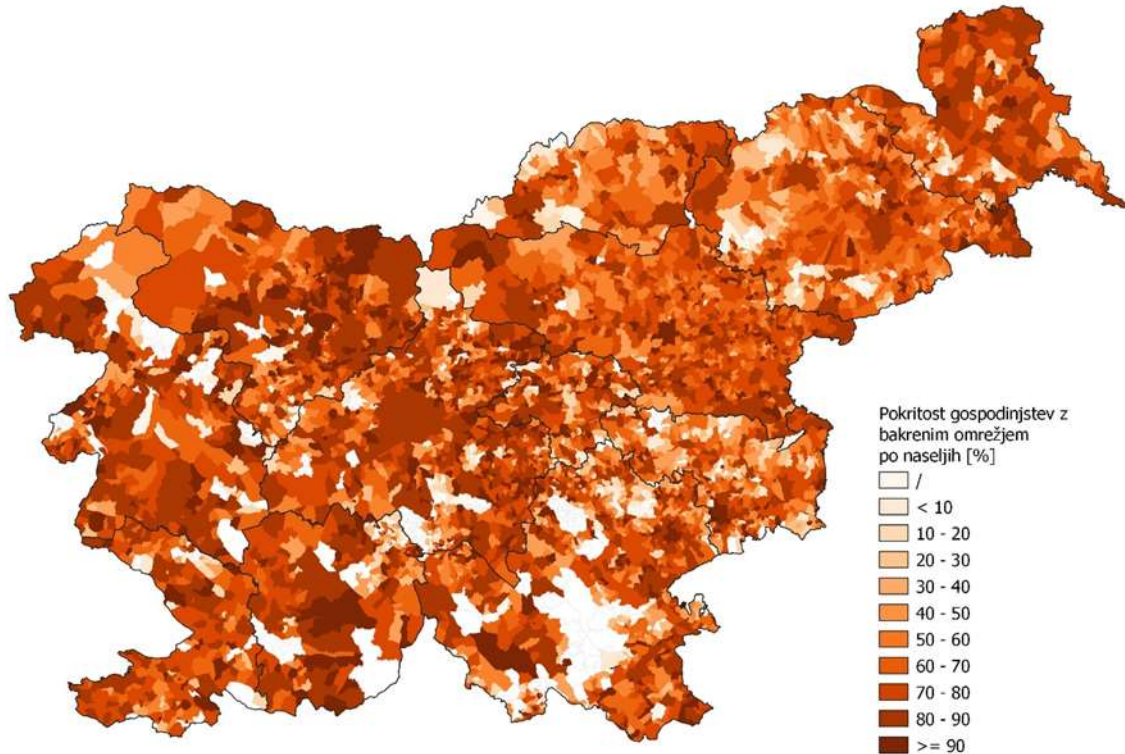 Pokritost gospodinjstev z
bakrenim omrežjem
po naseljih [%]
/
< 10
10 - 20
20 - 30
30 - 40
40 - 50
50 - 60
60 - 70
70 - 80
80 - 90
>= 90